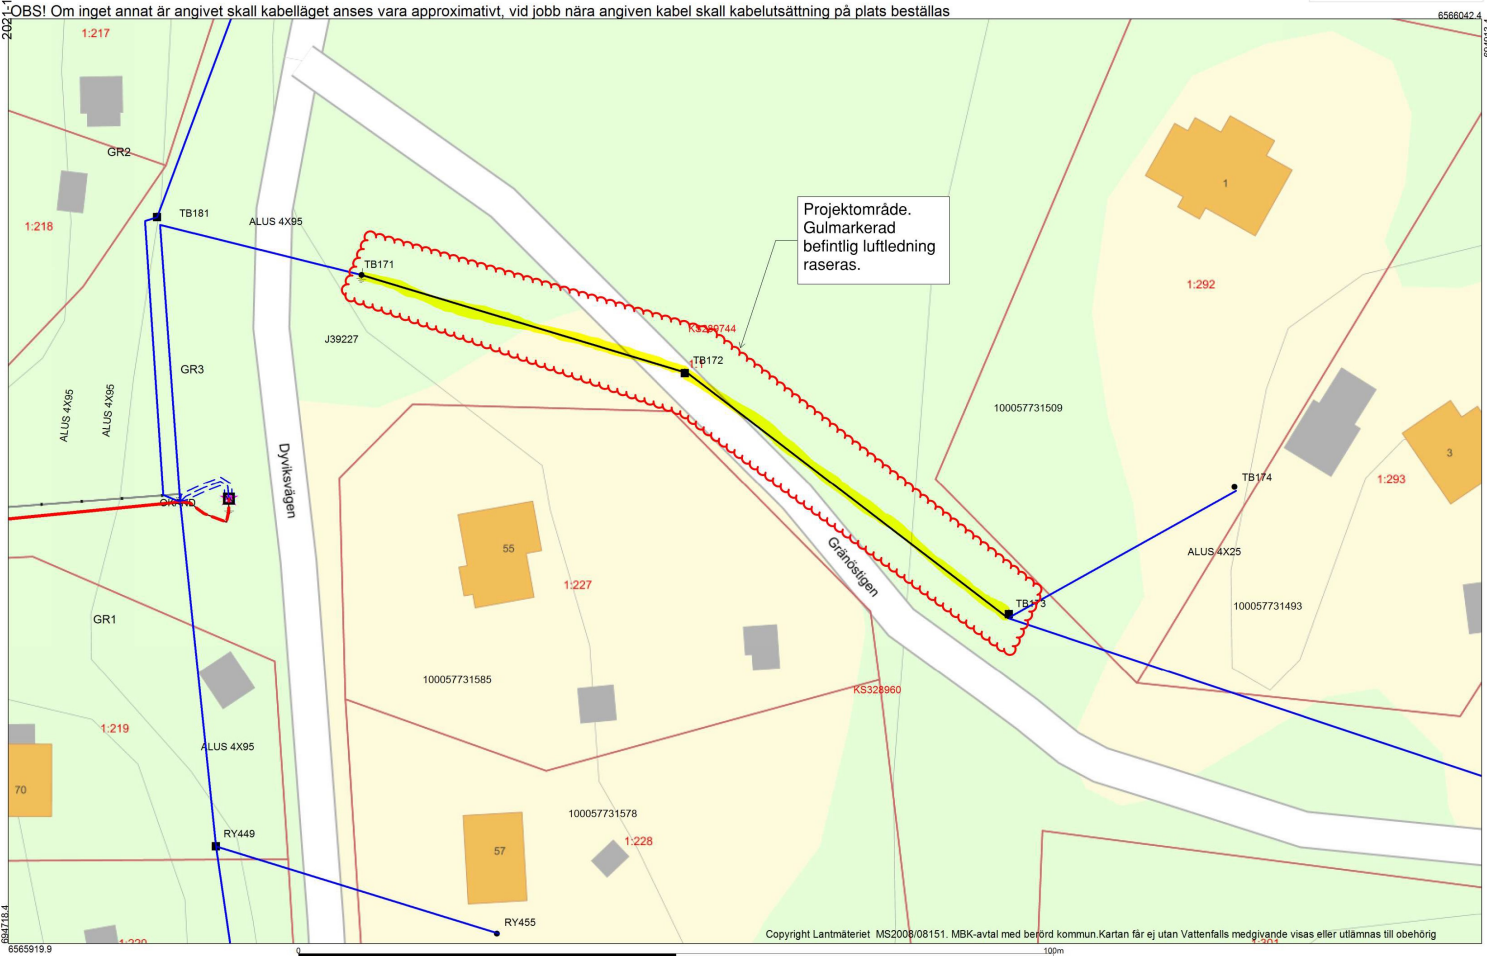 OBS! Om inget annat är angivet skall kabelläget anses vara approximativt, vid jobb nära angiven kabel skall kabelutsättning på plats beställas
6566042.4
1:217
GR2
TB181
1:218
ALUS 4X95
TB171
Projektområde.
Gulmarkerad
befintlig luftledning
raseras.
1
1:292
KS289744
J39227
TB172
1:1
GR3
ALUS 4X95
ALUS 4X95
100057731509
Dyviksvägen
3
TB174
1:293
55
Gränöstigen
ALUS 4X25
1:227
TB173
100057731493
GR1
100057731585
KS328960
1:219
ALUS 4X95
70
100057731578
RY449
1:228
57
RY455
694718.4
Copyright Lantmäteriet MS2008/08151. MBK-avtal med berörd kommun.Kartan får ej utan Vattenfalls medgivande visas eller utlämnas till obehörig
6565919.9
0
100m